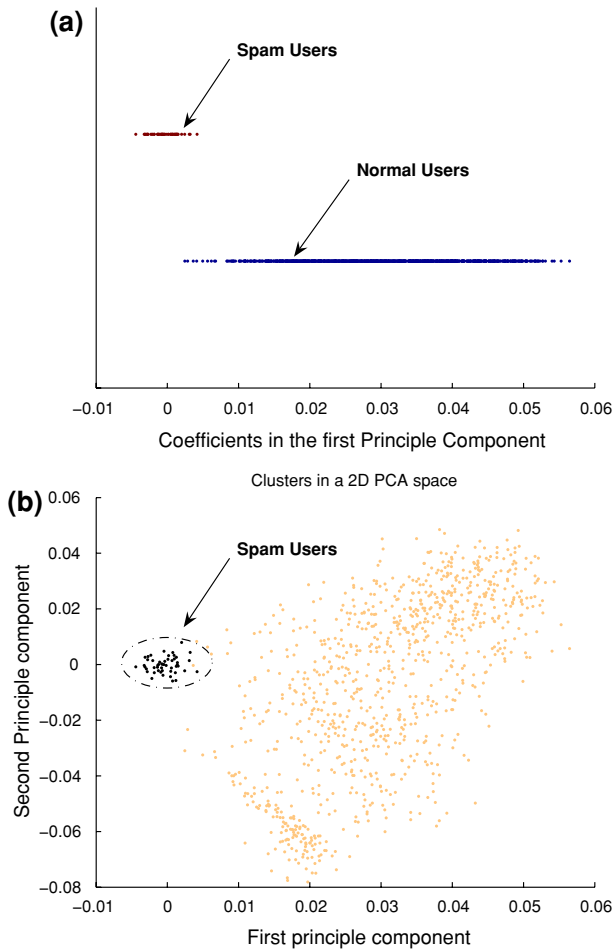 (a)
Spam Users
Normal Users
−0.01 0 0.01 0.02 0.03 0.04 0.05 0.06
Coefficients in the first Principle Component
Clusters in a 2D PCA space
(b)
0.06
Spam Users
0.04
0.02
0
−0.02
−0.04
−0.06
−0.08
Second Principle component
−0.01 0 0.01 0.02 0.03 0.04 0.05 0.06
First principle component